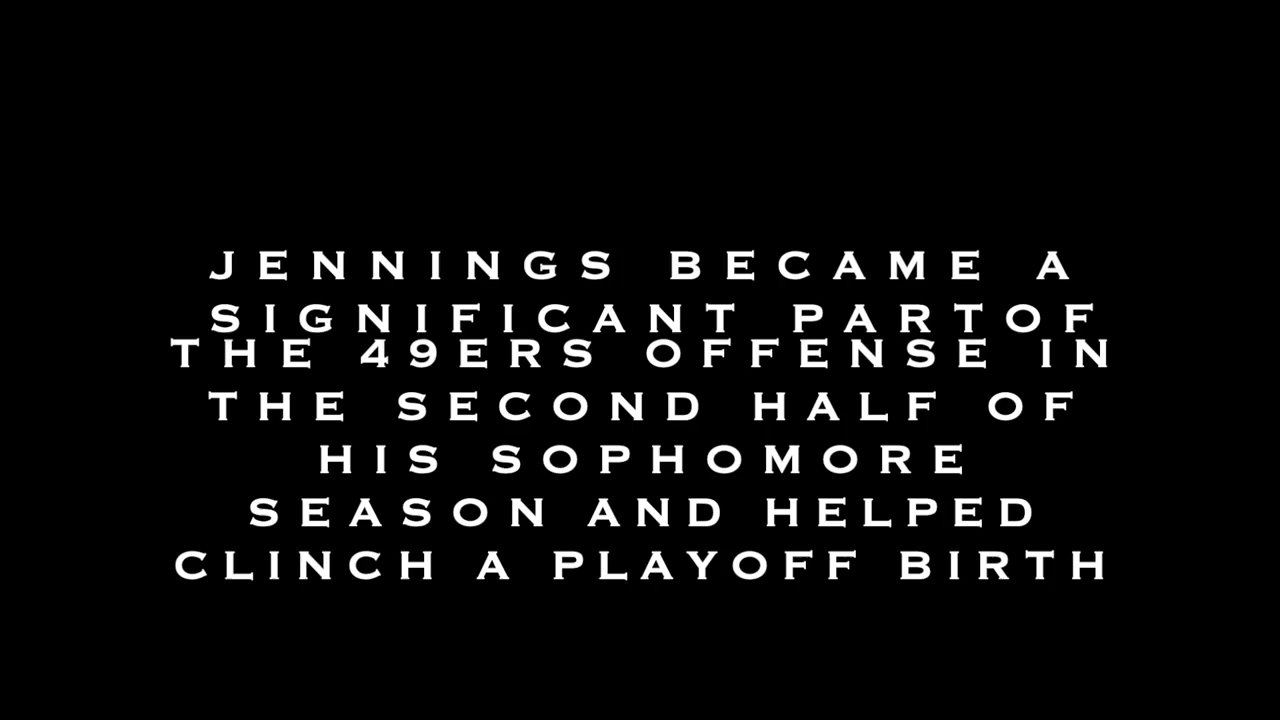 JENNINGS BECAME A
SIGNIFICANT PARTOF
THE 49ERS OFFENSE IN
THE SECOND HALF OF
HIS SOPHOMORE
SEASON AND HELPED
CLINCH A PLAYOFF BIRTH